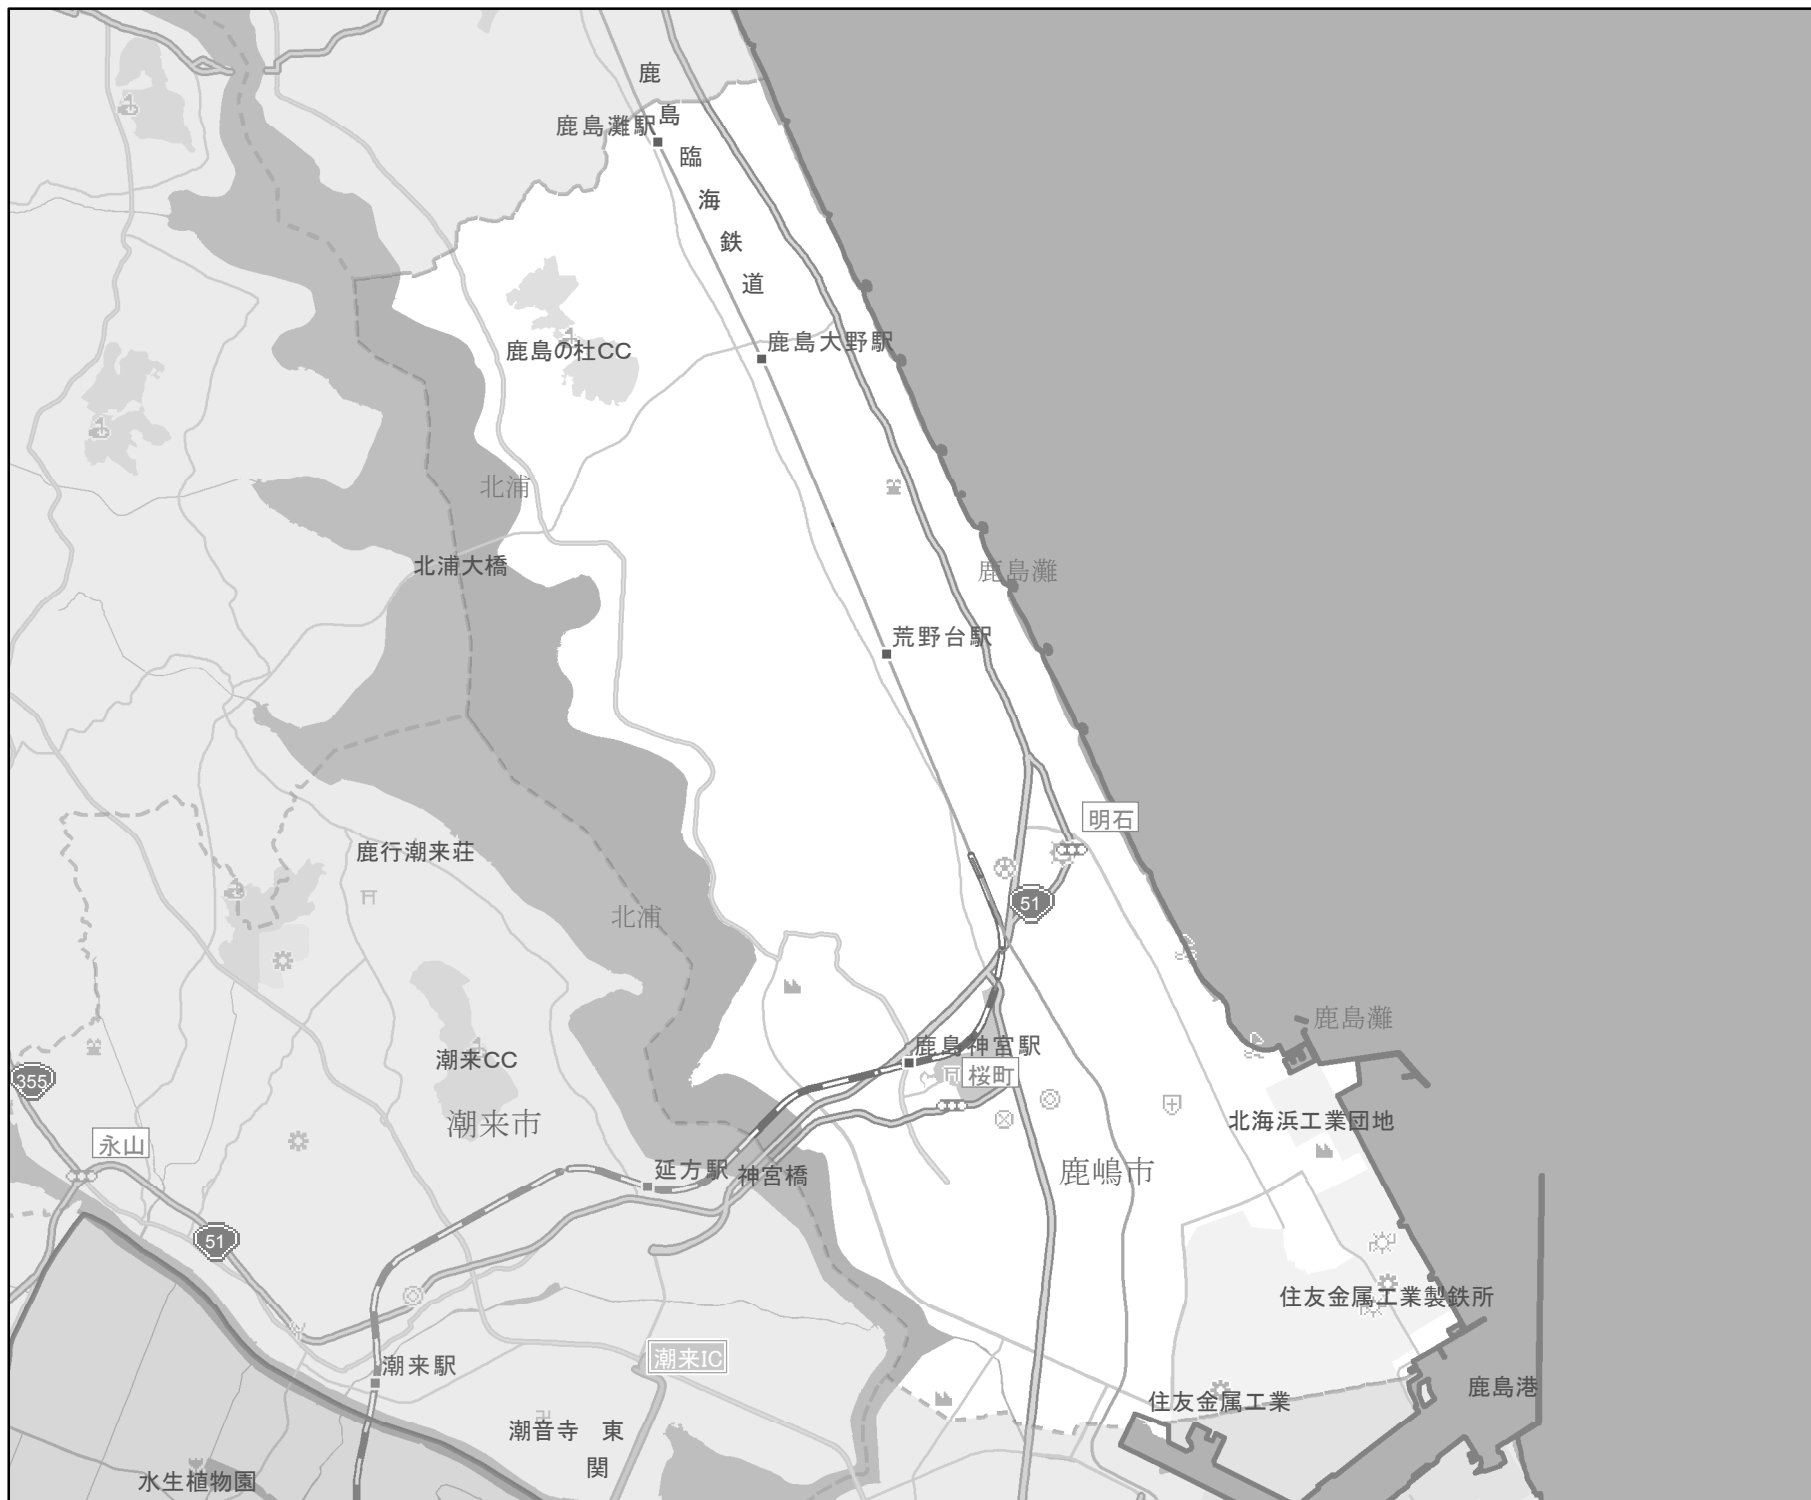 鹿島臨海鉄道
鹿島灘駅
鹿島の杜CC
鹿島大野駅
北浦
北浦大橋
鹿島灘
荒野台駅
明石
鹿行潮来荘
51
北浦
鹿島灘
潮来CC
鹿島神宮駅
桜町
355
潮来市
北海浜工業団地
永山
延方駅
神宮橋
鹿嶋市
51
住友金属工業製鉄所
潮来IC
潮来駅
鹿島港
住友金属工業
潮音寺 東
関
水生植物園